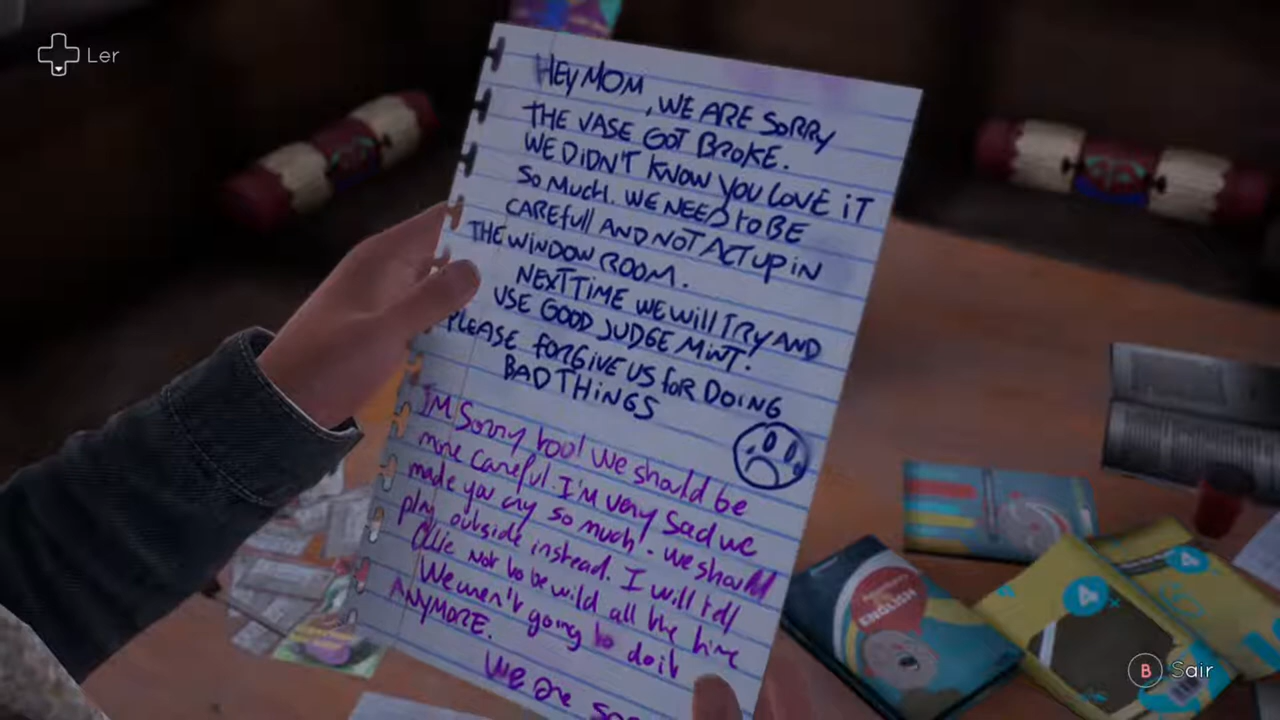 Ler
HEY MOM, WE ARE SORRY
THE VASE GOT BROKE.
WE DIDN'T KNOW YOU LOVE iT
SO MUCH. WE NEED to BE
CAREfull AND NOT ACT UP iN
THE WINDOW ROOM.
NEXT TIME WE WiLL TRY AND
USE GOOD JUDGE MiNT.
PLEASE fORGiVE US fOR DOiNG
BAD THiNGS
I'M Sorry too! We should be
more careful. I'm very sad we
made you cry so much. We should
play outside instead. I will tell
Ollie not to be wild all the time
We weren't going to do it
ANYMORE.
We are
ENGLISH
4
4
B Sair